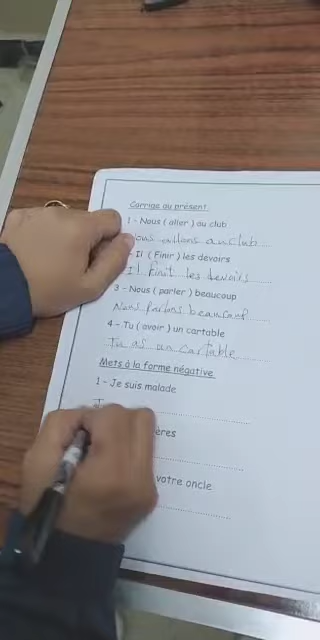 Corrige au présent
1 - Nous ( aller ) au club
Nous allons au club
- Il ( Finir ) les devoirs
Il Finit les devoirs
3 - Nous ( parler ) beaucoup
Nous Parlons beaucoup
4 - Tu ( avoir ) un cartable
Tu as un Cartable
Mets à la forme négative
1 - Je suis malade
votre oncle